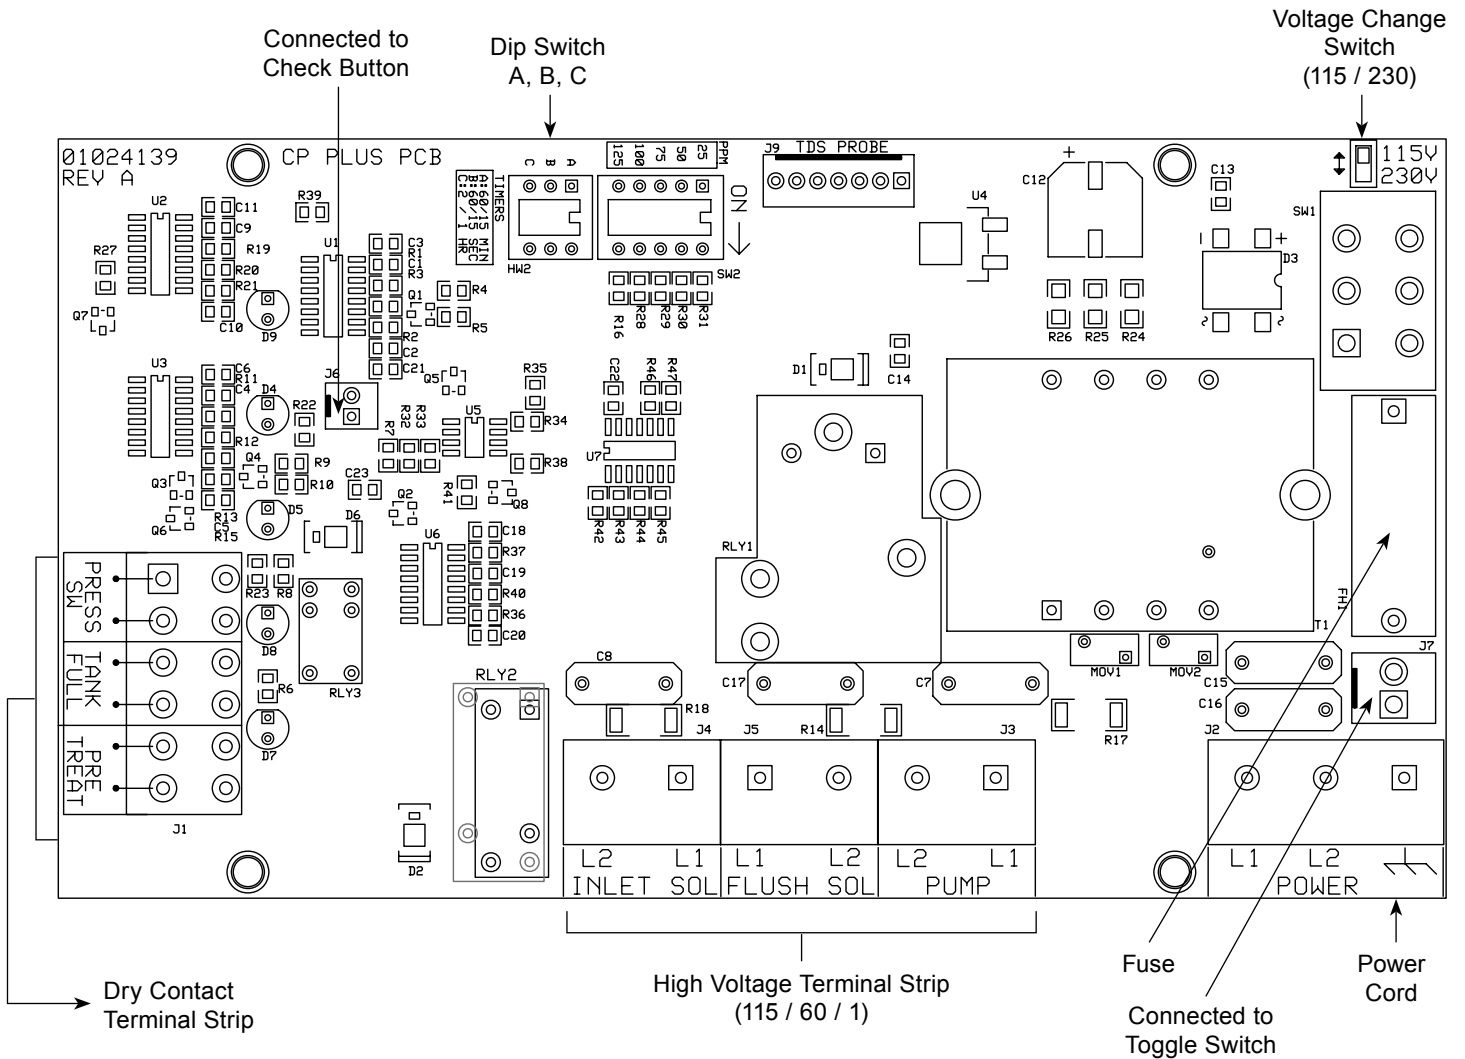 Connected to
Check Button
Dip Switch
A, B, C
Voltage Change
Switch
(115 / 230)
01024139
REV A
CP PLUS PCB
C B A
125 100 75 50 25 PPM
TIMERS
A:60/15 MIN
B:60/15 SEC
C:2 / 1 HR
HW2
SW2
ON
J9
TDS PROBE
C12
+
U4
C13
115V
230V
SW1
D3
+
R39
U2
C11
C9
R19
R20
R21
C10
R27
Q7
D9
U1
C3
R1
C1
R3
Q1
R2
C2
C21
R4
R5
R16
R28
R29
R30
R31
R26
R25
R24
D1
C14
U3
C6
R11
C4
R12
D4
R22
J6
Q5
R35
C22
R46
R47
R7
R32
R33
U5
R34
R38
U7
Q3
Q4
R9
R10
C23
Q2
R41
Q8
Q6
R13
C5
R15
D5
D6
U6
C18
R37
C19
R40
R36
C20
R42
R43
R44
R45
RLY1
FH1
T1
PRESS
SW
TANK
FULL
PRE
TREAT
J1
R23
R8
D8
R6
D7
RLY3
RLY2
D2
C8
R18
J4
C17
J5
R14
C7
J3
MOV1
MOV2
R17
C15
C16
J7
J2
L2 L1
INLET SOL
L1 L2
FLUSH SOL
L2 L1
PUMP
L1 L2
POWER
Dry Contact
Terminal Strip
High Voltage Terminal Strip
(115 / 60 / 1)
Fuse
Connected to
Toggle Switch
Power
Cord